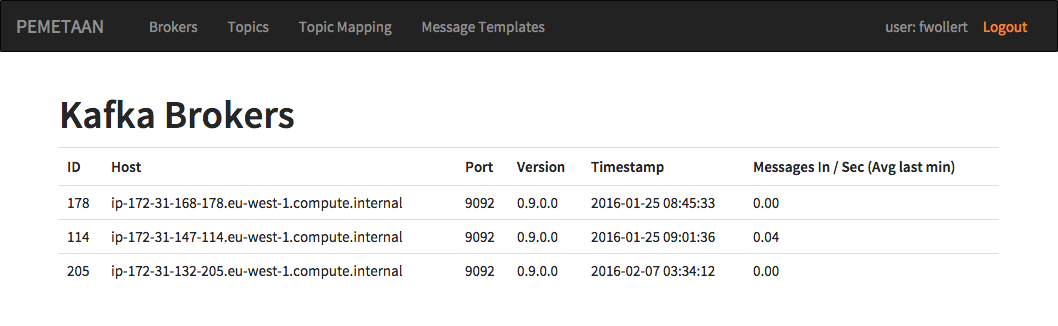 PEMETAAN Brokers Topics Topic Mapping Message Templates user: fwollert Logout
Kafka Brokers
ID Host Port Version Timestamp Messages In / Sec (Avg last min)
178 ip-172-31-168-178.eu-west-1.compute.internal 9092 0.9.0.0 2016-01-25 08:45:33 0.00
114 ip-172-31-147-114.eu-west-1.compute.internal 9092 0.9.0.0 2016-01-25 09:01:36 0.04
205 ip-172-31-132-205.eu-west-1.compute.internal 9092 0.9.0.0 2016-02-07 03:34:12 0.00